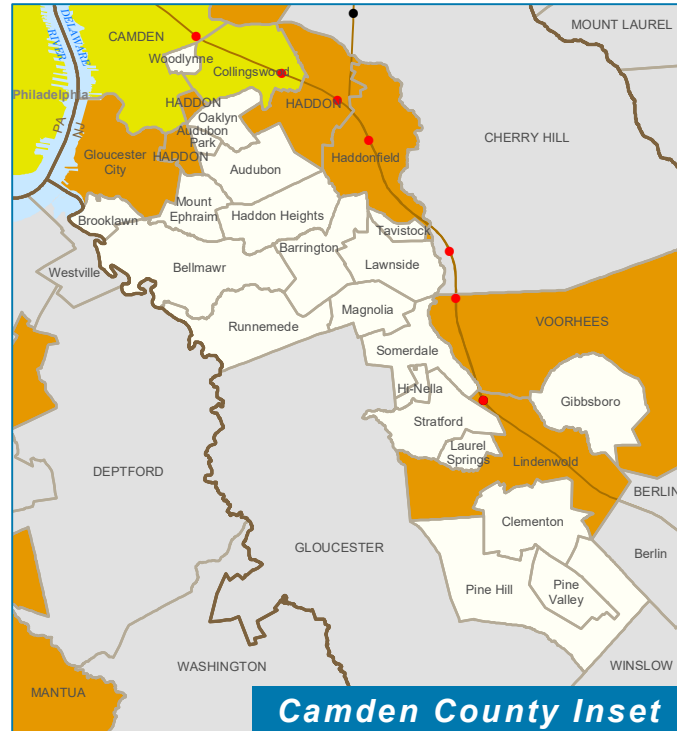 MOUNT LAUREL
DELAWARE
RIVER
CAMDEN
Woodlynne
Collingswood
Philadelphia
HADDON
HADDON
Oaklyn
PA
NJ
Audubon
Park
CHERRY HILL
Gloucester
City
HADDON
Haddonfield
Audubon
Mount
Ephraim
Brooklawn
Haddon Heights
Tavistock
Barrington
Westville
Bellmawr
Lawnside
Magnolia
Runnemede
VOORHEES
Somerdale
Hi-Nella
Gibbsboro
Stratford
Laurel
Springs
Lindenwold
DEPTFORD
BERLIN
Clementon
GLOUCESTER
Berlin
Pine Hill
Pine
Valley
WASHINGTON
WINSLOW
MANTUA
Camden County Inset